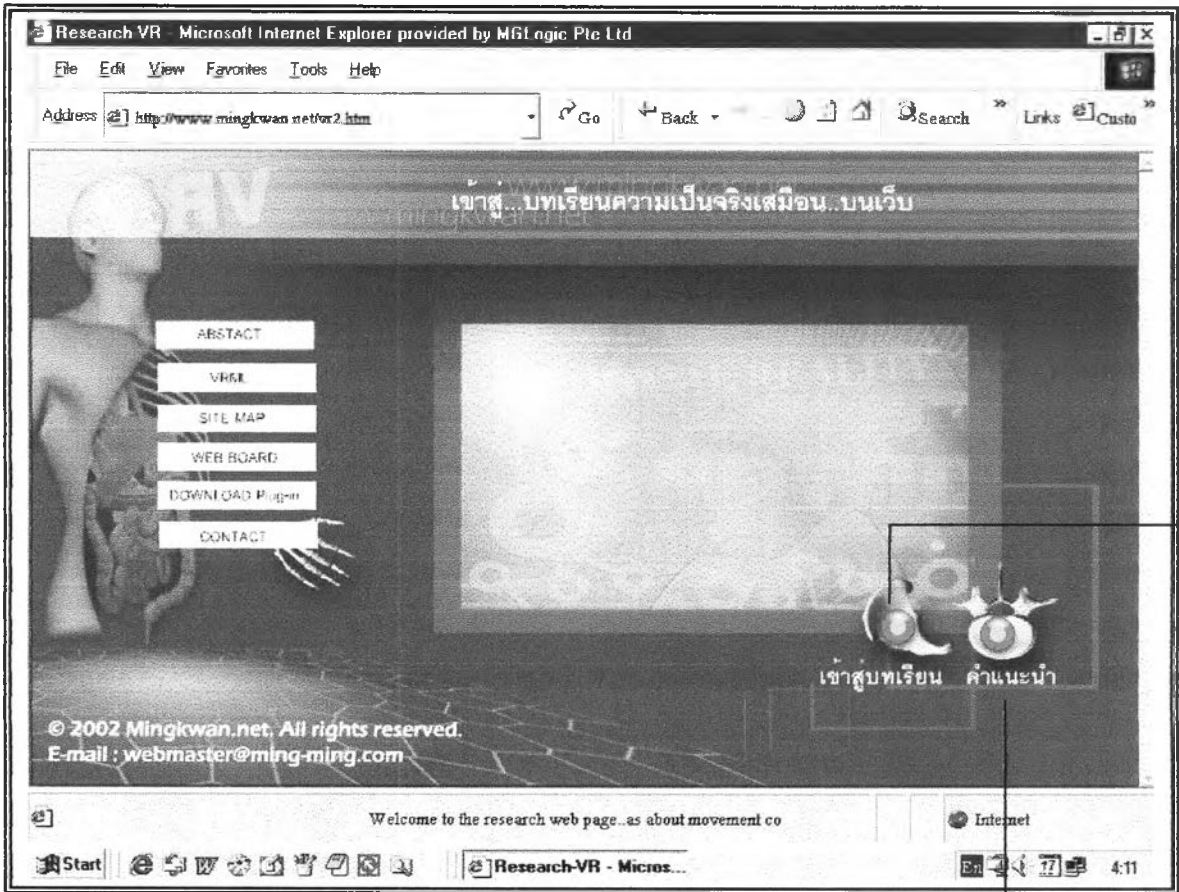 Research VR - Microsoft Internet Explorer provided by MGLogic Pte Ltd
File Edit View Favorites Tools Help
Address http://www.mingkwan.net/vr2.htm Go Back Search » Links Custo »
เข้าสู่...บทเรียนความเป็นจริงเสมือน..บนเว็บ
mingkwan.net
ABSTACT
VRML
SITE MAP
WEB BOARD
DOWNLOAD Plug-in
CONTACT
เข้าสู่บทเรียน คำแนะนำ
© 2002 Mingkwan.net, All rights reserved.
E-mail : webmaster@ming-ming.com
Welcome to the research web page..as about movement co Internet
Start Research-VR - Micros... En 17 4:11